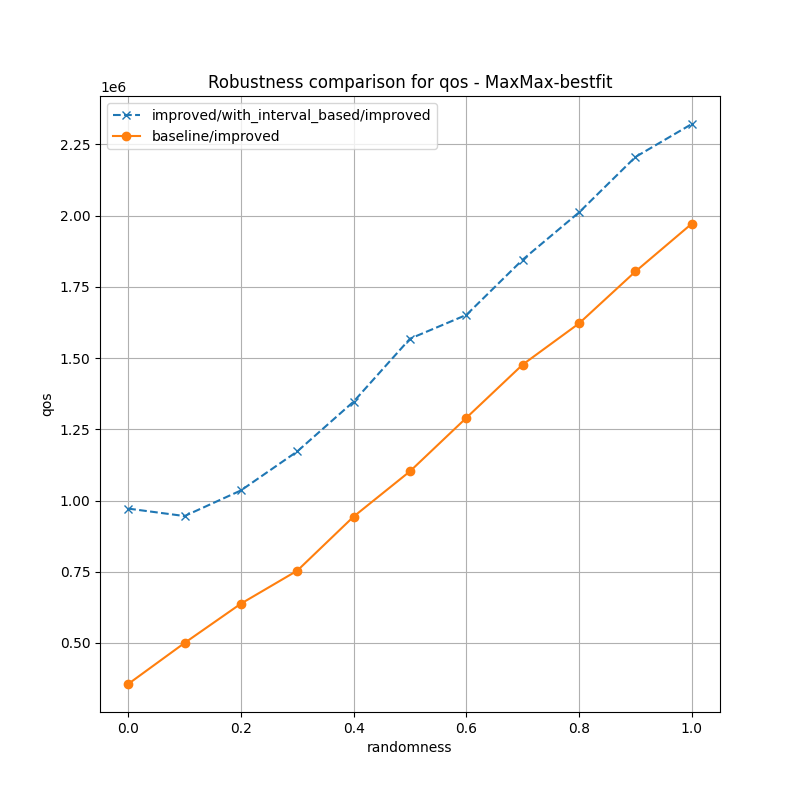 Robustness comparison for qos - MaxMax-bestfit
1e6
improved/with_interval_based/improved
baseline/improved
2.25
2.00
1.75
1.50
1.25
1.00
0.75
0.50
qos
0.0 0.2 0.4 0.6 0.8 1.0
randomness